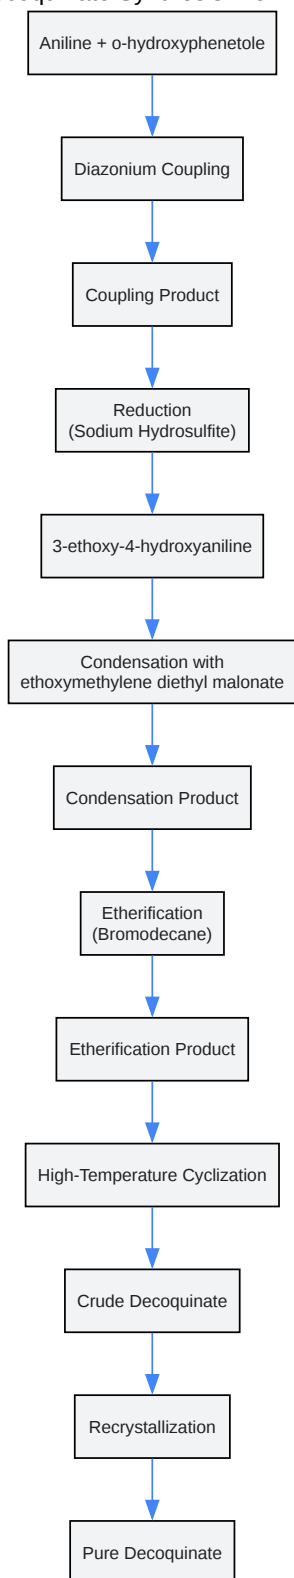 Aniline + o-hydroxyphenetole
Diazonium Coupling
Coupling Product
Reduction
(Sodium Hydrosulfite)
3-ethoxy-4-hydroxyaniline
Condensation with
ethoxymethylene diethyl malonate
Condensation Product
Etherification
(Bromodecane)
Etherification Product
High-Temperature Cyclization
Crude Decoquinate
Recrystallization
Pure Decoquinate